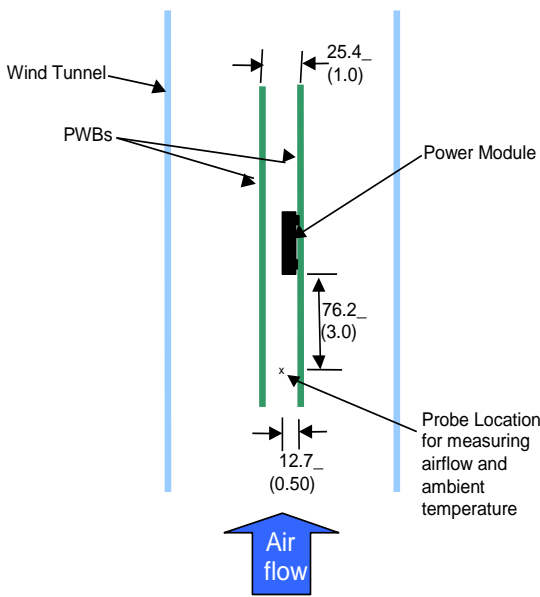 25.4_
(1.0)
Wind Tunnel
PWBs
Power Module
76.2_
(3.0)
x
Probe Location
for measuring
airflow and
ambient
temperature
12.7_
(0.50)
Air
flow